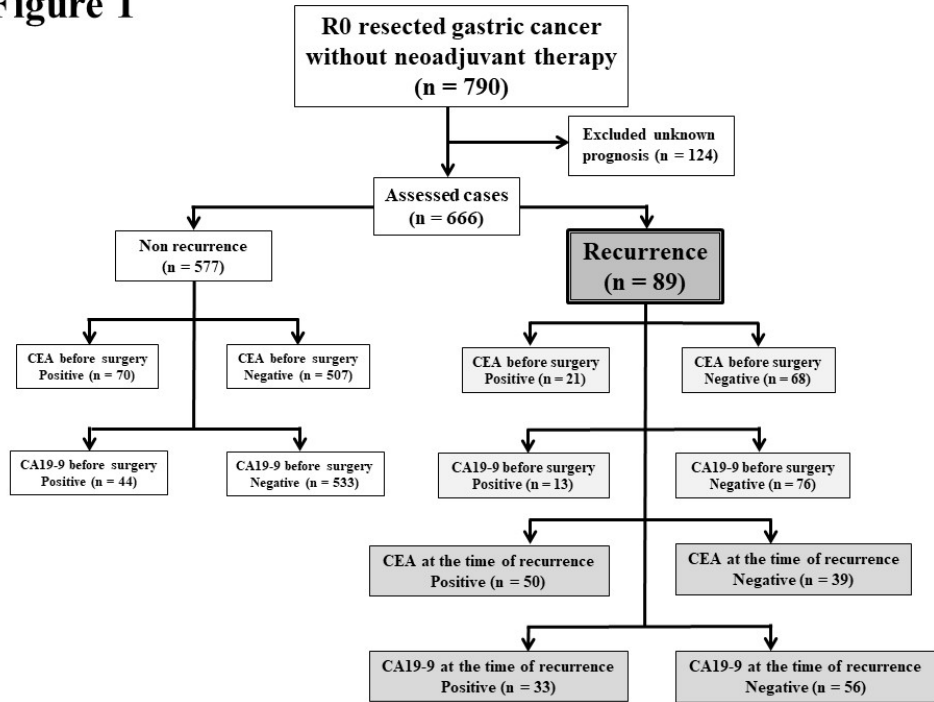 Figure 1
R0 resected gastric cancer
without neoadjuvant therapy
(n = 790)
Excluded unknown
prognosis (n = 124)
Assessed cases
(n = 666)
Non recurrence
(n = 577)
Recurrence
(n = 89)
CEA before surgery
Positive (n = 70)
CEA before surgery
Negative (n = 507)
CEA before surgery
Positive (n = 21)
CEA before surgery
Negative (n = 68)
CA19-9 before surgery
Positive (n = 44)
CA19-9 before surgery
Negative (n = 533)
CA19-9 before surgery
Positive (n = 13)
CA19-9 before surgery
Negative (n = 76)
CEA at the time of recurrence
Positive (n = 50)
CEA at the time of recurrence
Negative (n = 39)
CA19-9 at the time of recurrence
Positive (n = 33)
CA19-9 at the time of recurrence
Negative (n = 56)